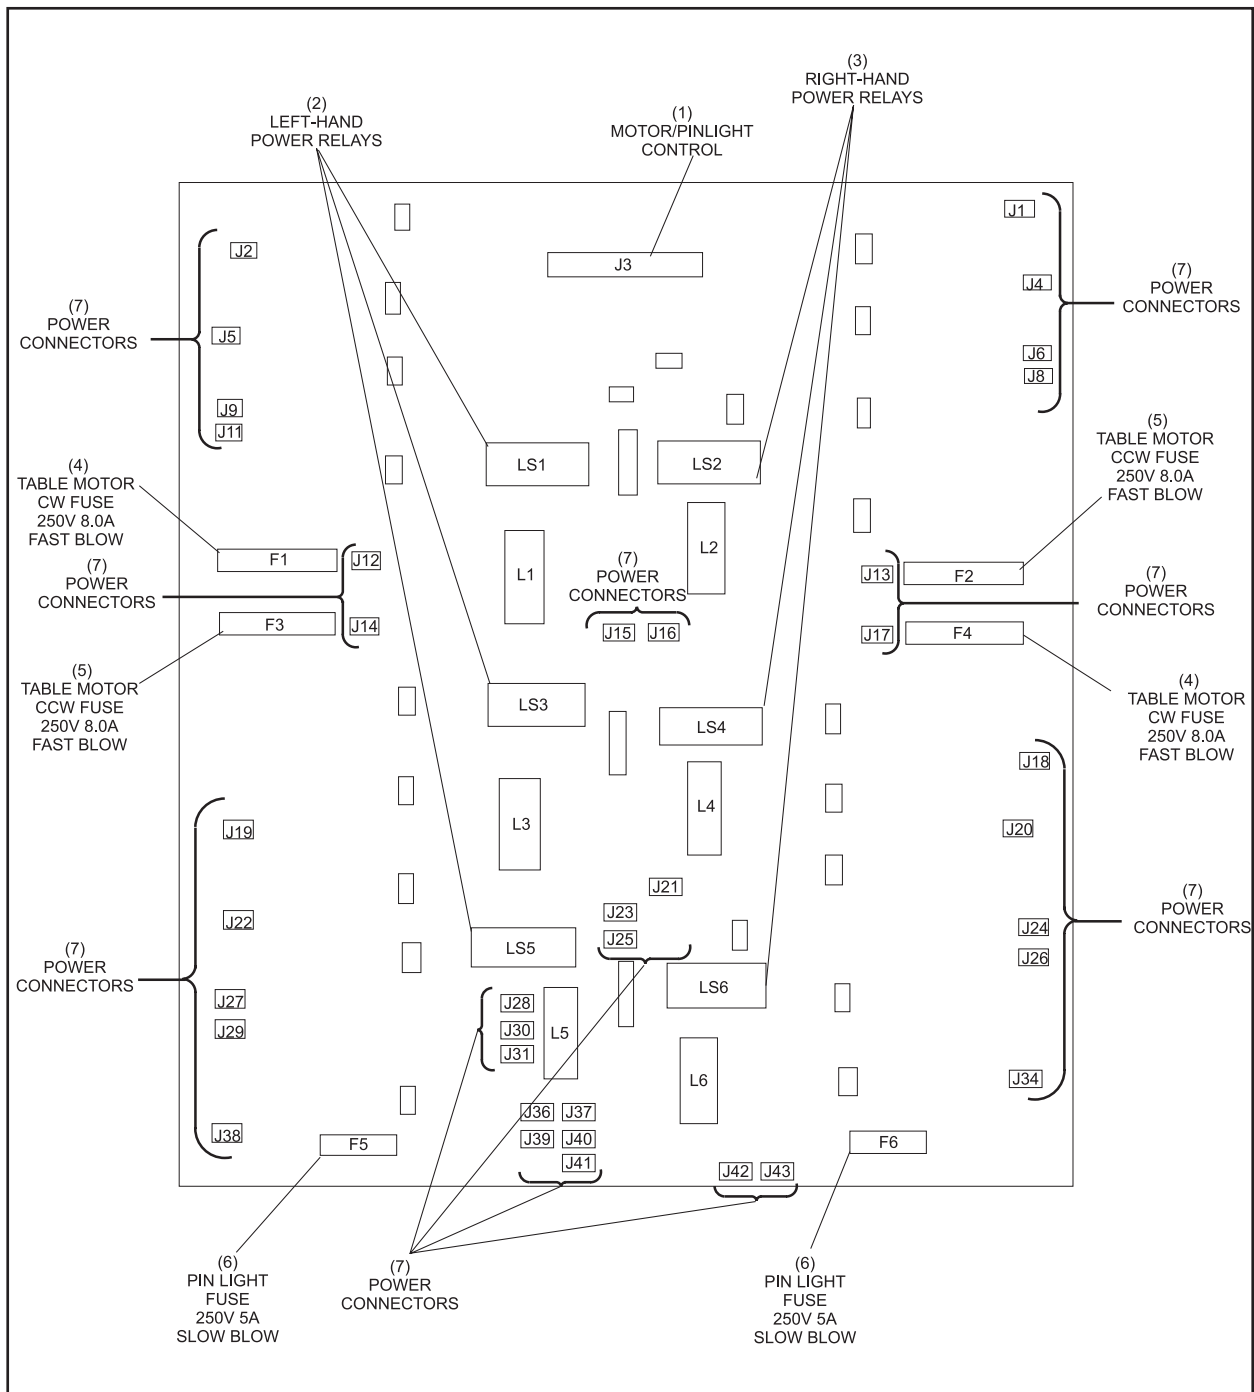 (3)
RIGHT-HAND
POWER RELAYS
(2)
LEFT-HAND
POWER RELAYS
(1)
MOTOR/PINLIGHT
CONTROL
J1
J2
J3
J4
(7)
POWER
CONNECTORS
(7)
POWER
CONNECTORS
J5
J6
J8
J9
J11
LS1
LS2
(5)
TABLE MOTOR
CCW FUSE
250V 8.0A
FAST BLOW
(4)
TABLE MOTOR
CW FUSE
250V 8.0A
FAST BLOW
F1
J12
L1
L2
(7)
POWER
CONNECTORS
J13
F2
(7)
POWER
CONNECTORS
(7)
POWER
CONNECTORS
F3
J14
J15
J16
J17
F4
(5)
TABLE MOTOR
CCW FUSE
250V 8.0A
FAST BLOW
(4)
TABLE MOTOR
CW FUSE
250V 8.0A
FAST BLOW
LS3
LS4
J18
J19
L3
L4
J20
J21
J22
J23
J24
J25
J26
(7)
POWER
CONNECTORS
(7)
POWER
CONNECTORS
LS5
LS6
J27
J28
J29
J30
J31
L5
L6
J34
J36
J37
J38
J39
J40
J41
F5
F6
J42
J43
(6)
PIN LIGHT
FUSE
250V 5A
SLOW BLOW
(7)
POWER
CONNECTORS
(6)
PIN LIGHT
FUSE
250V 5A
SLOW BLOW